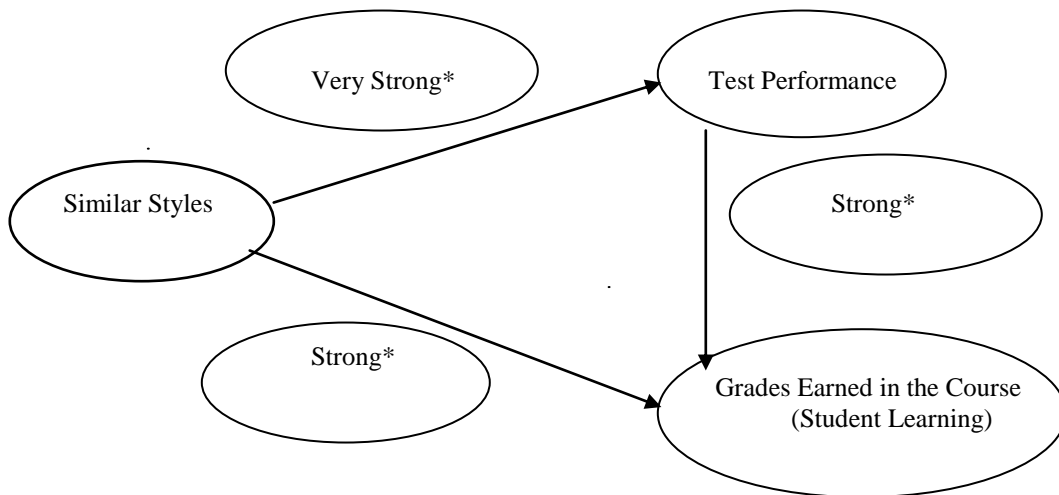 Very Strong*
Test Performance
Similar Styles
Strong*
Strong*
Grades Earned in the Course
(Student Learning)